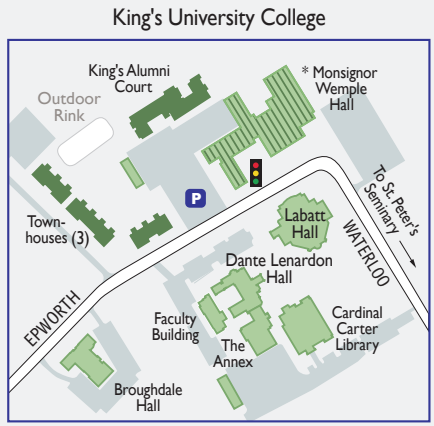 King's University College
King's Alumni
Court
* Monsignor
Wemple
Hall
Outdoor
Rink
To St. Peter's
Seminary
P
Town-
houses (3)
Labatt
Hall
WATERLOO
Dante Lenardon
Hall
EPWORTH
Faculty
Building
The
Annex
Cardinal
Carter
Library
Broughdale
Hall